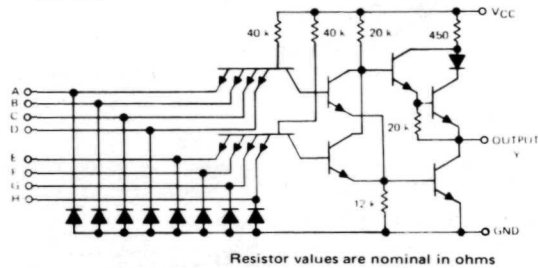 VCC
40 k
40 k
20 k
450
A
B
C
D
20 k
OUTPUT
Y
E
F
G
H
12 k
GND
Resistor values are nominal in ohms